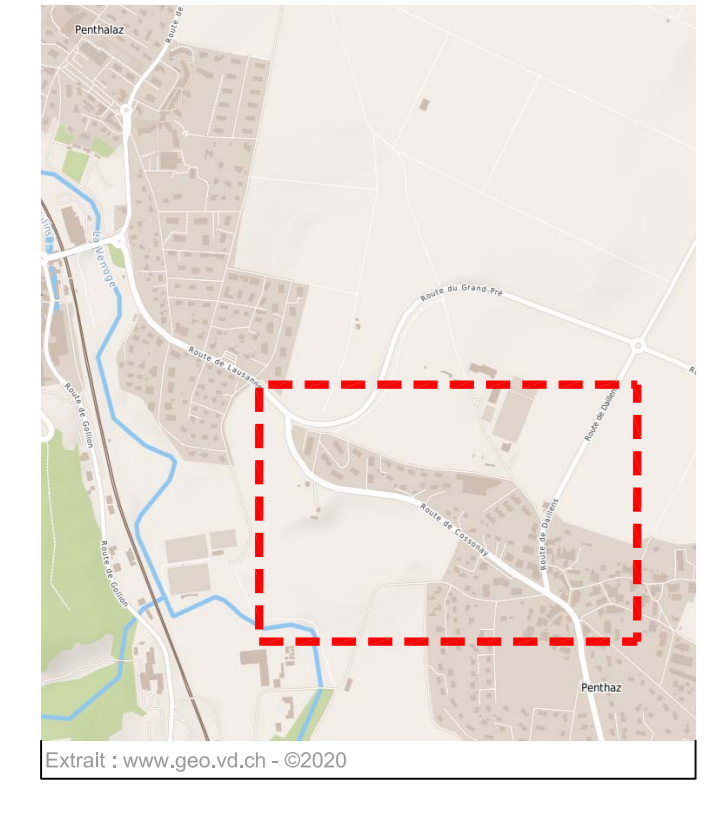 Penthalaz
Route de
La Venoge
Route du Grand-Pré
Route de Lausanne
Route de Daillens
Route de Gollion
Route de Cossonay
Route de Daillens
Route de Gollion
Penthaz
Extrait : www.geo.vd.ch - ©2020